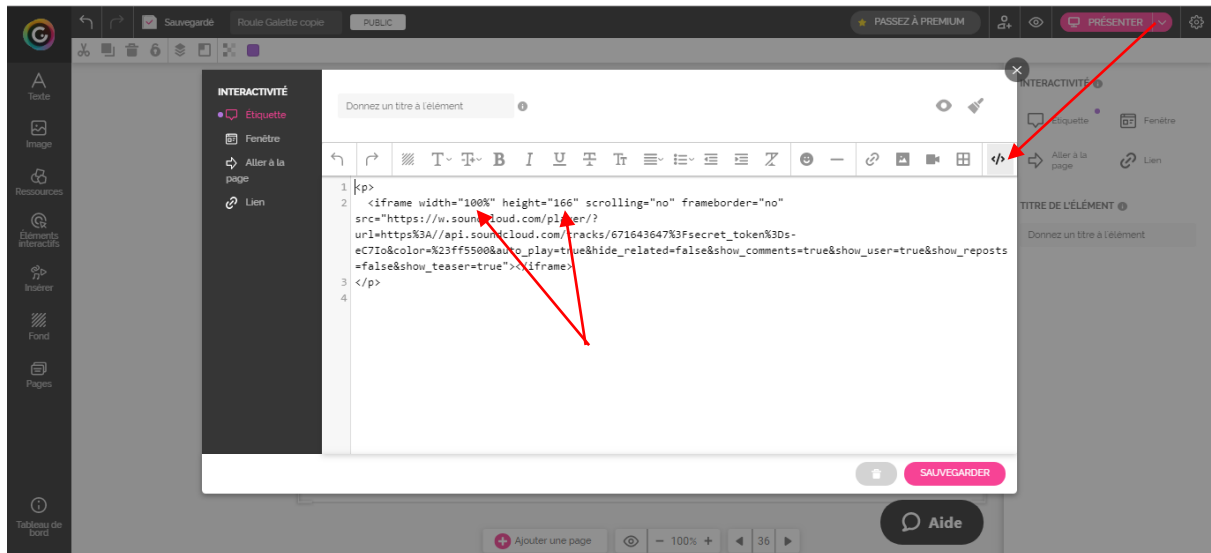 Sauvegardé
Route Galette copie
PUBLIC
PASSEZ À PREMIUM
PRÉSENTER
Texte
Image
Ressources
Éléments
interactifs
Insérer
Fond
Pages
Tableau de
bord
INTERACTIVITÉ
Étiquette
Fenêtre
Aller à la
page
Lien
Donnez un titre à l'élément
1 <p>
2 <iframe width="100%" height="166" scrolling="no" frameborder="no"
src="https://w.soundcloud.com/player/?
url=https%3A//api.soundcloud.com/tracks/671643647%3Fsecret_token%3Ds-
eC7Io&color=%23ff5500&auto_play=true&hide_related=false&show_comments=true&show_user=true&show_reposts
=false&show_teaser=true"></iframe>
3 </p>
4
SAUVEGARDER
INTERACTIVITÉ
Étiquette
Fenêtre
Aller à la
page
Lien
TITRE DE L'ÉLÉMENT
Donnez un titre à l'élément
Ajouter une page
100%
36
Aide